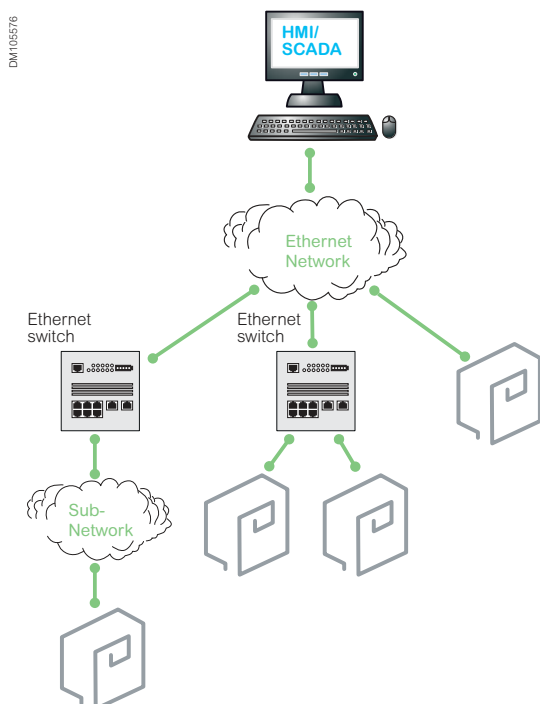 DM105576
HMI/
SCADA
Ethernet
Network
Ethernet
switch
Ethernet
switch
Sub-
Network